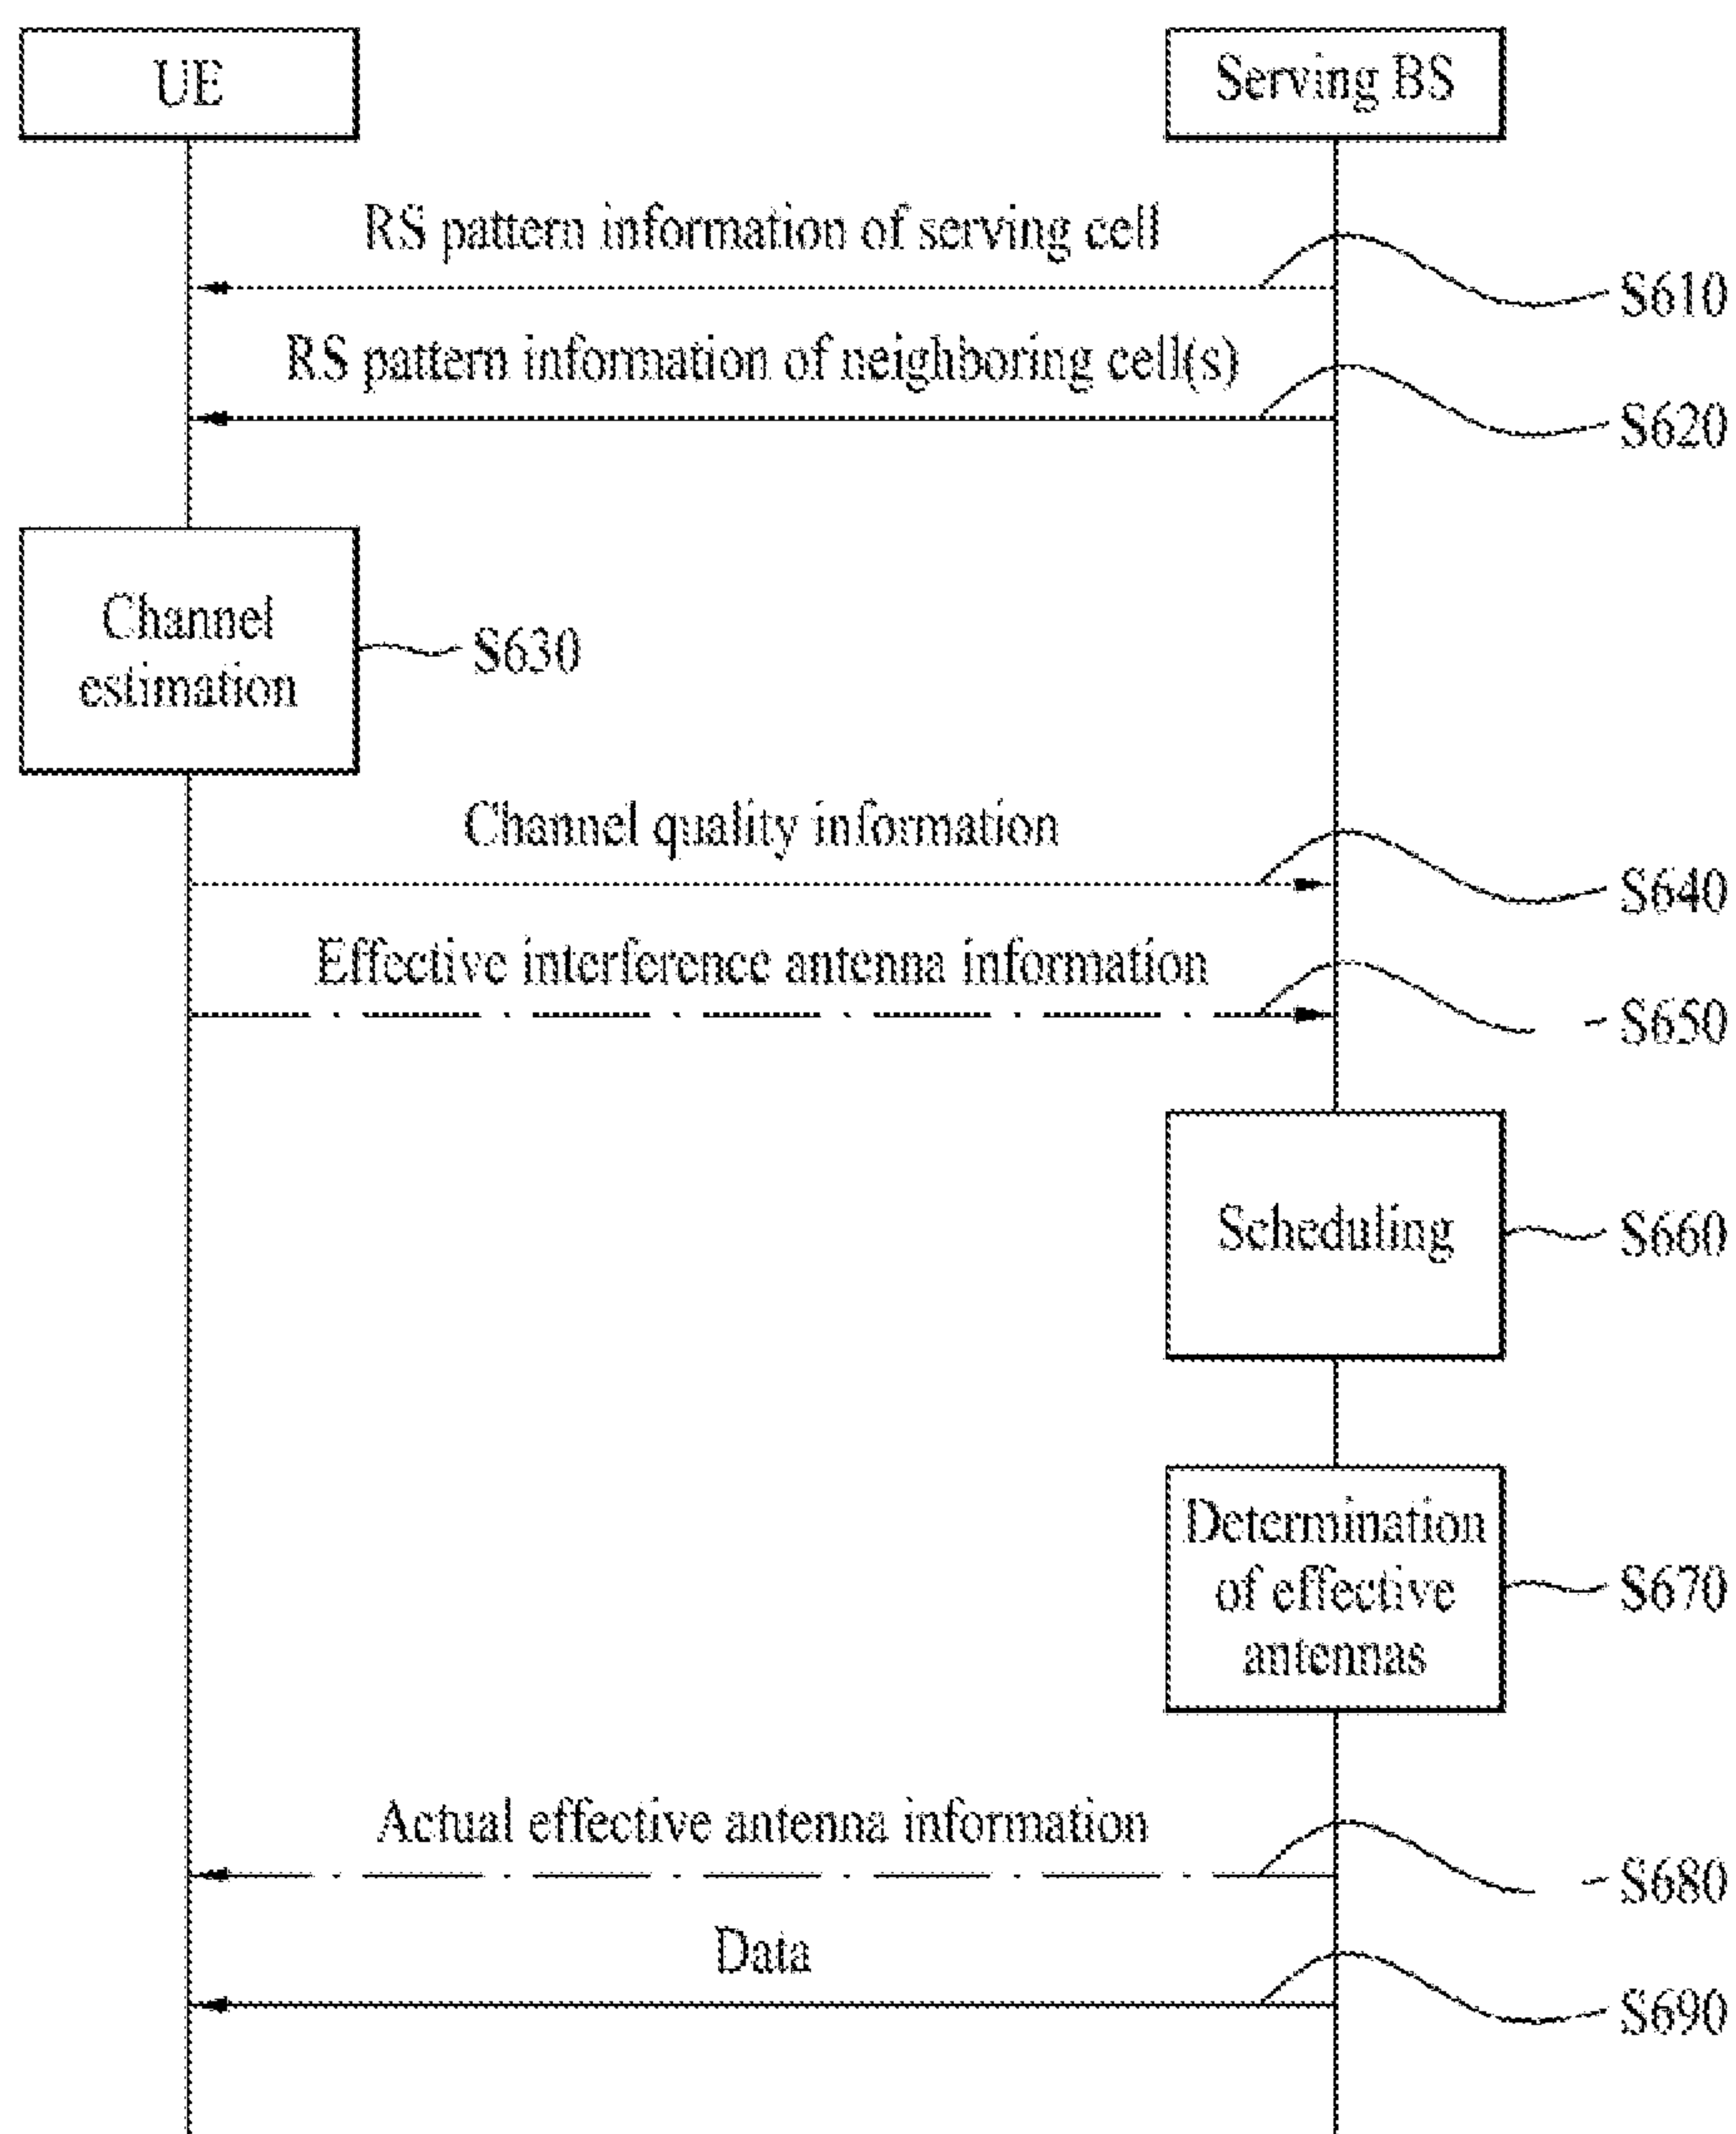 UE
Serving BS
RS pattern information of serving cell
S610
RS pattern information of neighboring cell(s)
S620
Channel
estimation
S630
Channel quality information
S640
Effective interference antenna information
S650
Scheduling
S660
Determination
of effective
antennas
S670
Actual effective antenna information
S680
Data
S690